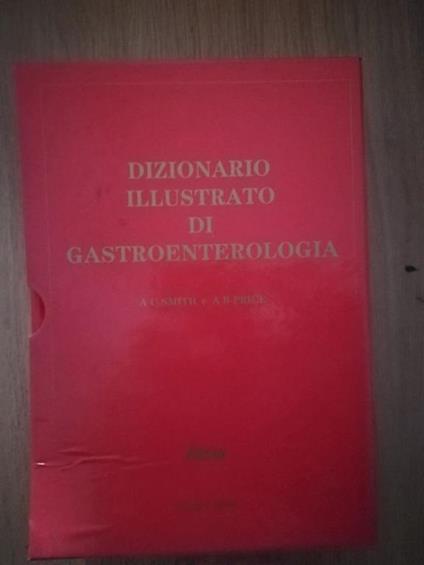 DIZIONARIO
ILLUSTRATO
DI
GASTROENTEROLOGIA
A C SMITH e A B PRICE